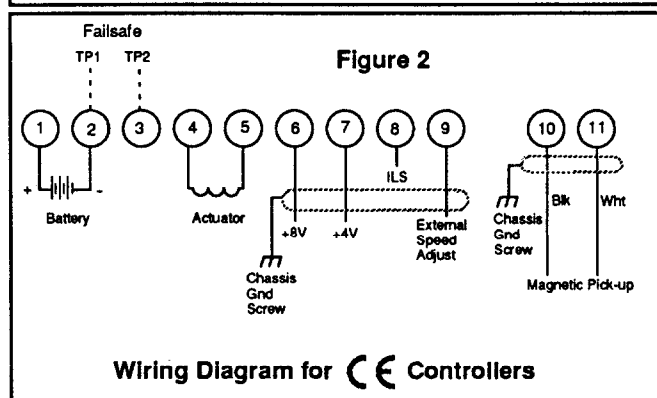 Failsafe
TP1 TP2
Figure 2
1 2 3 4 5 6 7 8 9 10 11
+ -
Battery
Actuator
+8V
+4V
ILS
External
Speed
Adjust
Chassis
Gnd
Screw
Chassis
Gnd
Screw
Blk
Wht
Magnetic Pick-up
Wiring Diagram for CE Controllers